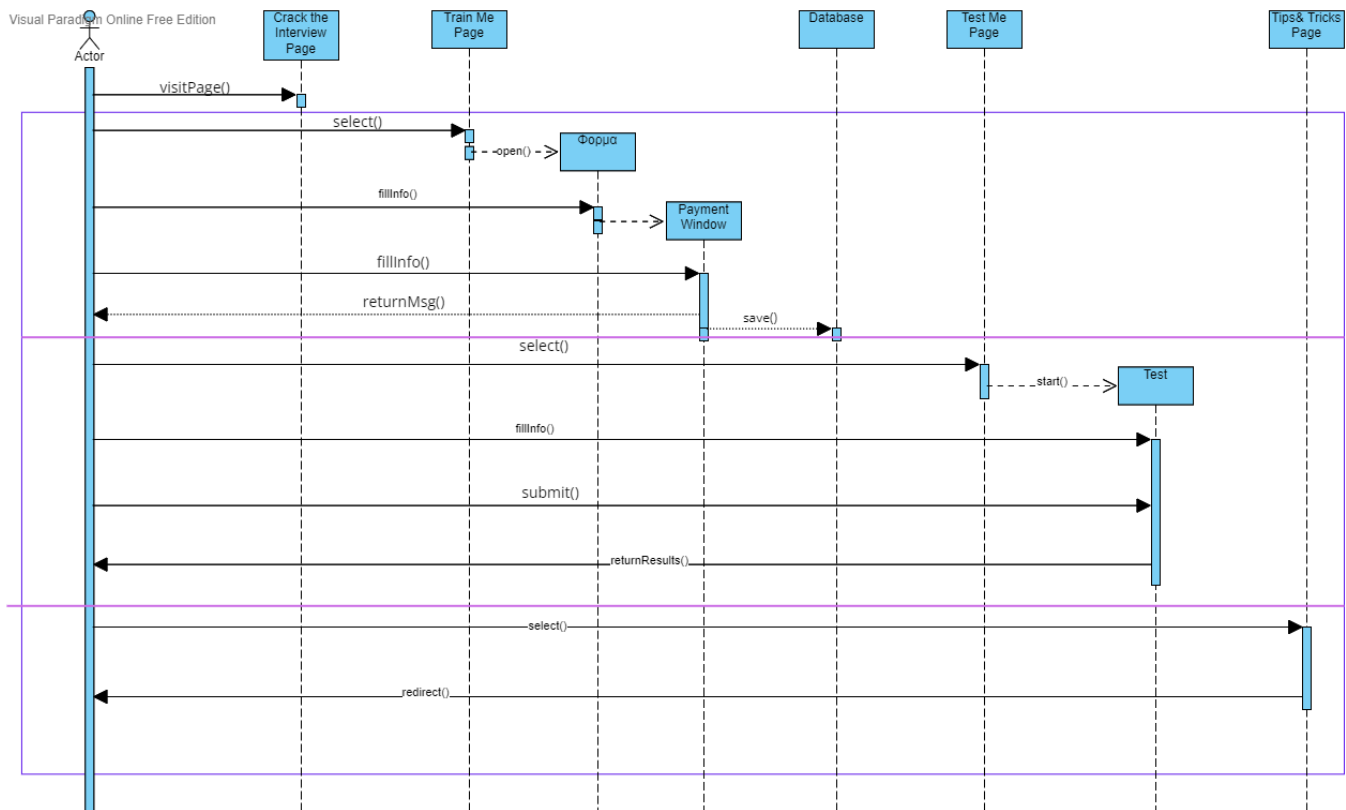 Visual Paradigm Online Free Edition
Actor
Crack the
Interview
Page
Train Me
Page
Database
Test Me
Page
Tips& Tricks
Page
visitPage()
select()
open()
Φορμα
fillInfo()
Payment
Window
fillInfo()
returnMsg()
save()
select()
start()
Test
fillInfo()
submit()
returnResults()
select()
redirect()